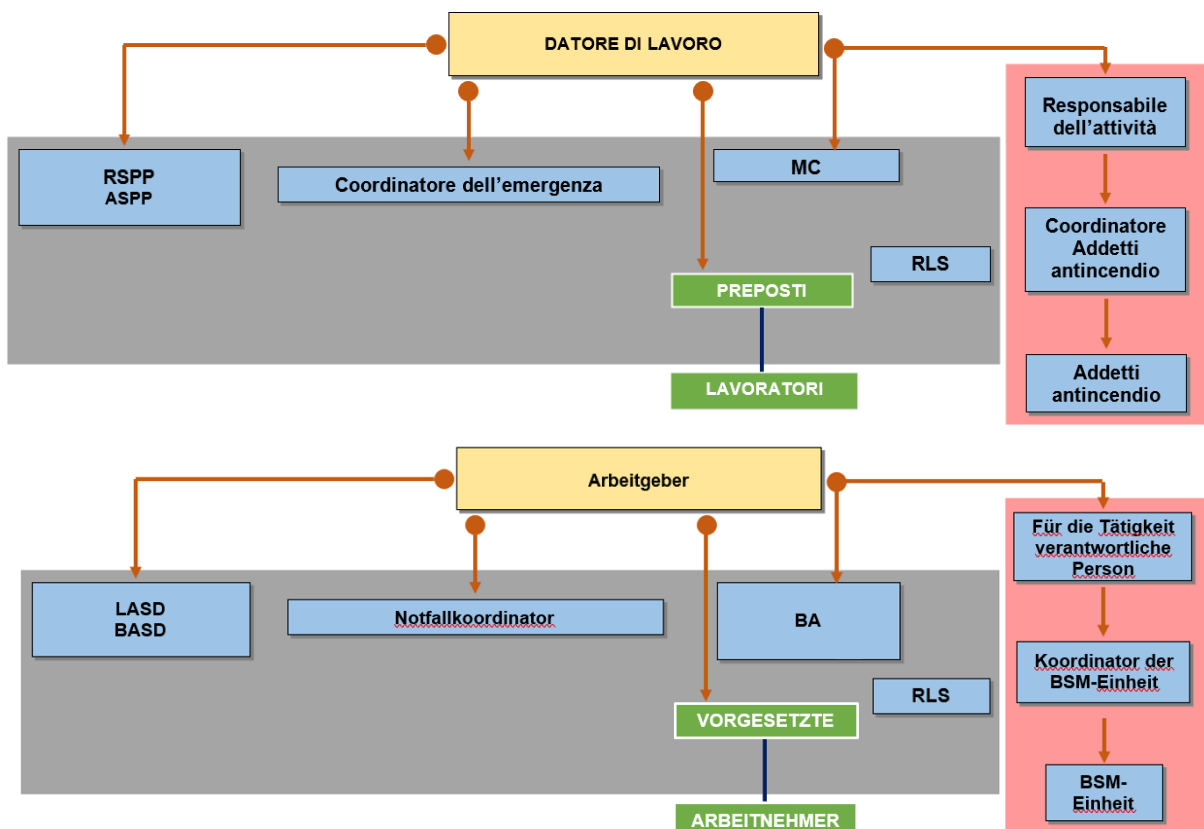 DATORE DI LAVORO
Responsabile
dell'attività
RSPP
ASPP
Coordinatore dell'emergenza
MC
Coordinatore
Addetti
antincendio
RLS
PREPOSTI
Addetti
antincendio
LAVORATORI
Arbeitgeber
Für die Tätigkeit
verantwortliche
Person
LASD
BASD
Notfallkoordinator
BA
Koordinator der
BSM-Einheit
RLS
VORGESETZTE
BSM-
Einheit
ARBEITNEHMER